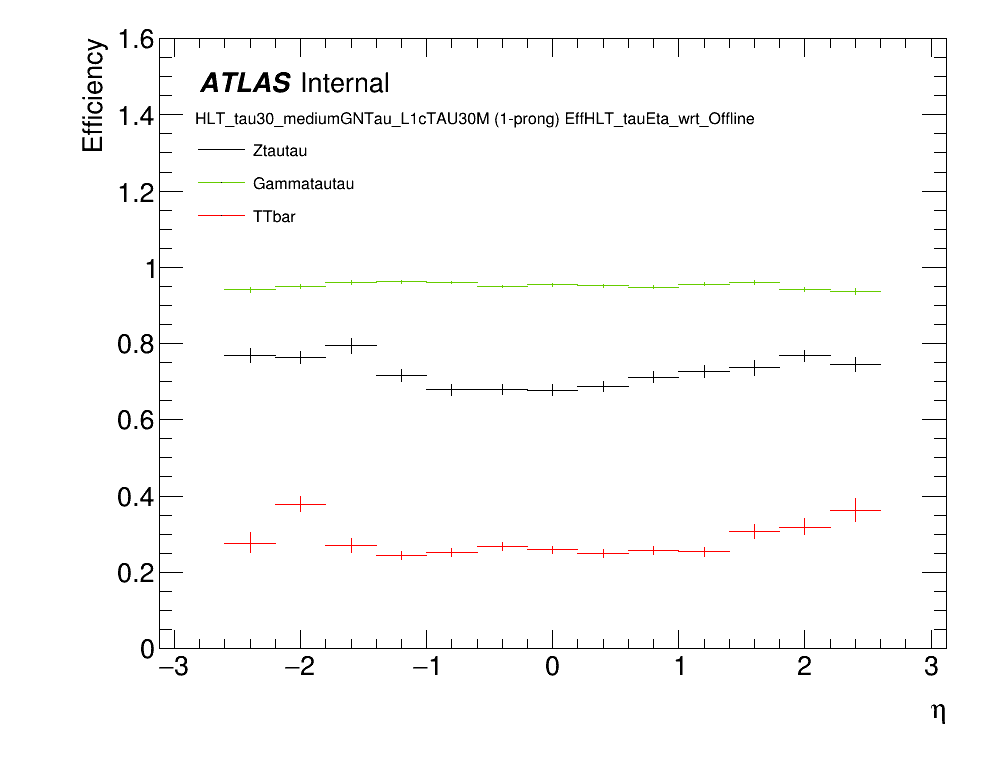 1.6
1.4
1.2
1
0.8
0.6
0.4
0.2
0
Efficiency
ATLAS Internal
HLT_tau30_mediumGNTau_L1cTAU30M (1-prong) EffHLT_tauEta_wrt_Offline
Ztautau
Gammatautau
TTbar
−3 −2 −1 0 1 2 3
η